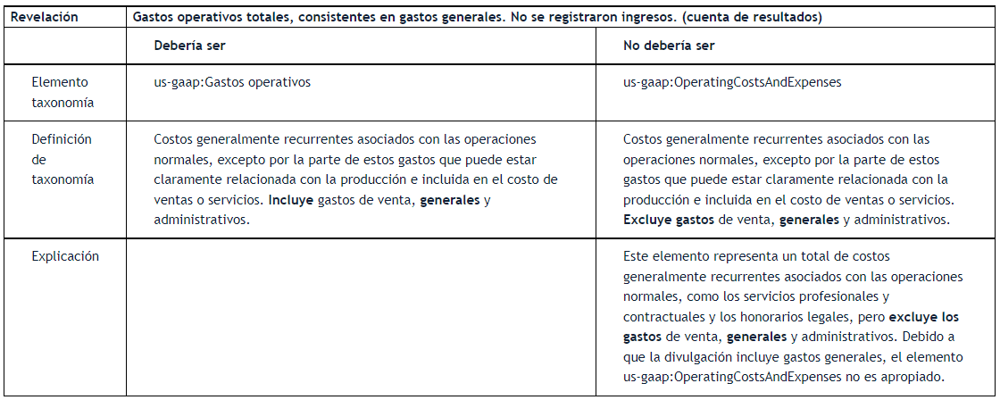 Revelación
Gastos operativos totales, consistentes en gastos generales. No se registraron ingresos. (cuenta de resultados)
Debería ser
No debería ser
Elemento
taxonomía
us-gaap:Gastos operativos
us-gaap:OperatingCostsAndExpenses
Definición
de
taxonomía
Costos generalmente recurrentes asociados con las operaciones
normales, excepto por la parte de estos gastos que puede estar
claramente relacionada con la producción e incluida en el costo de
ventas o servicios. Incluye gastos de venta, generales y
administrativos.
Costos generalmente recurrentes asociados con las
operaciones normales, excepto por la parte de estos
gastos que puede estar claramente relacionada con la
producción e incluida en el costo de ventas o servicios.
Excluye gastos de venta, generales y administrativos.
Explicación
Este elemento representa un total de costos
generalmente recurrentes asociados con las operaciones
normales, como los servicios profesionales y
contractuales y los honorarios legales, pero excluye los
gastos de venta, generales y administrativos. Debido a
que la divulgación incluye gastos generales, el elemento
us-gaap:OperatingCostsAndExpenses no es apropiado.